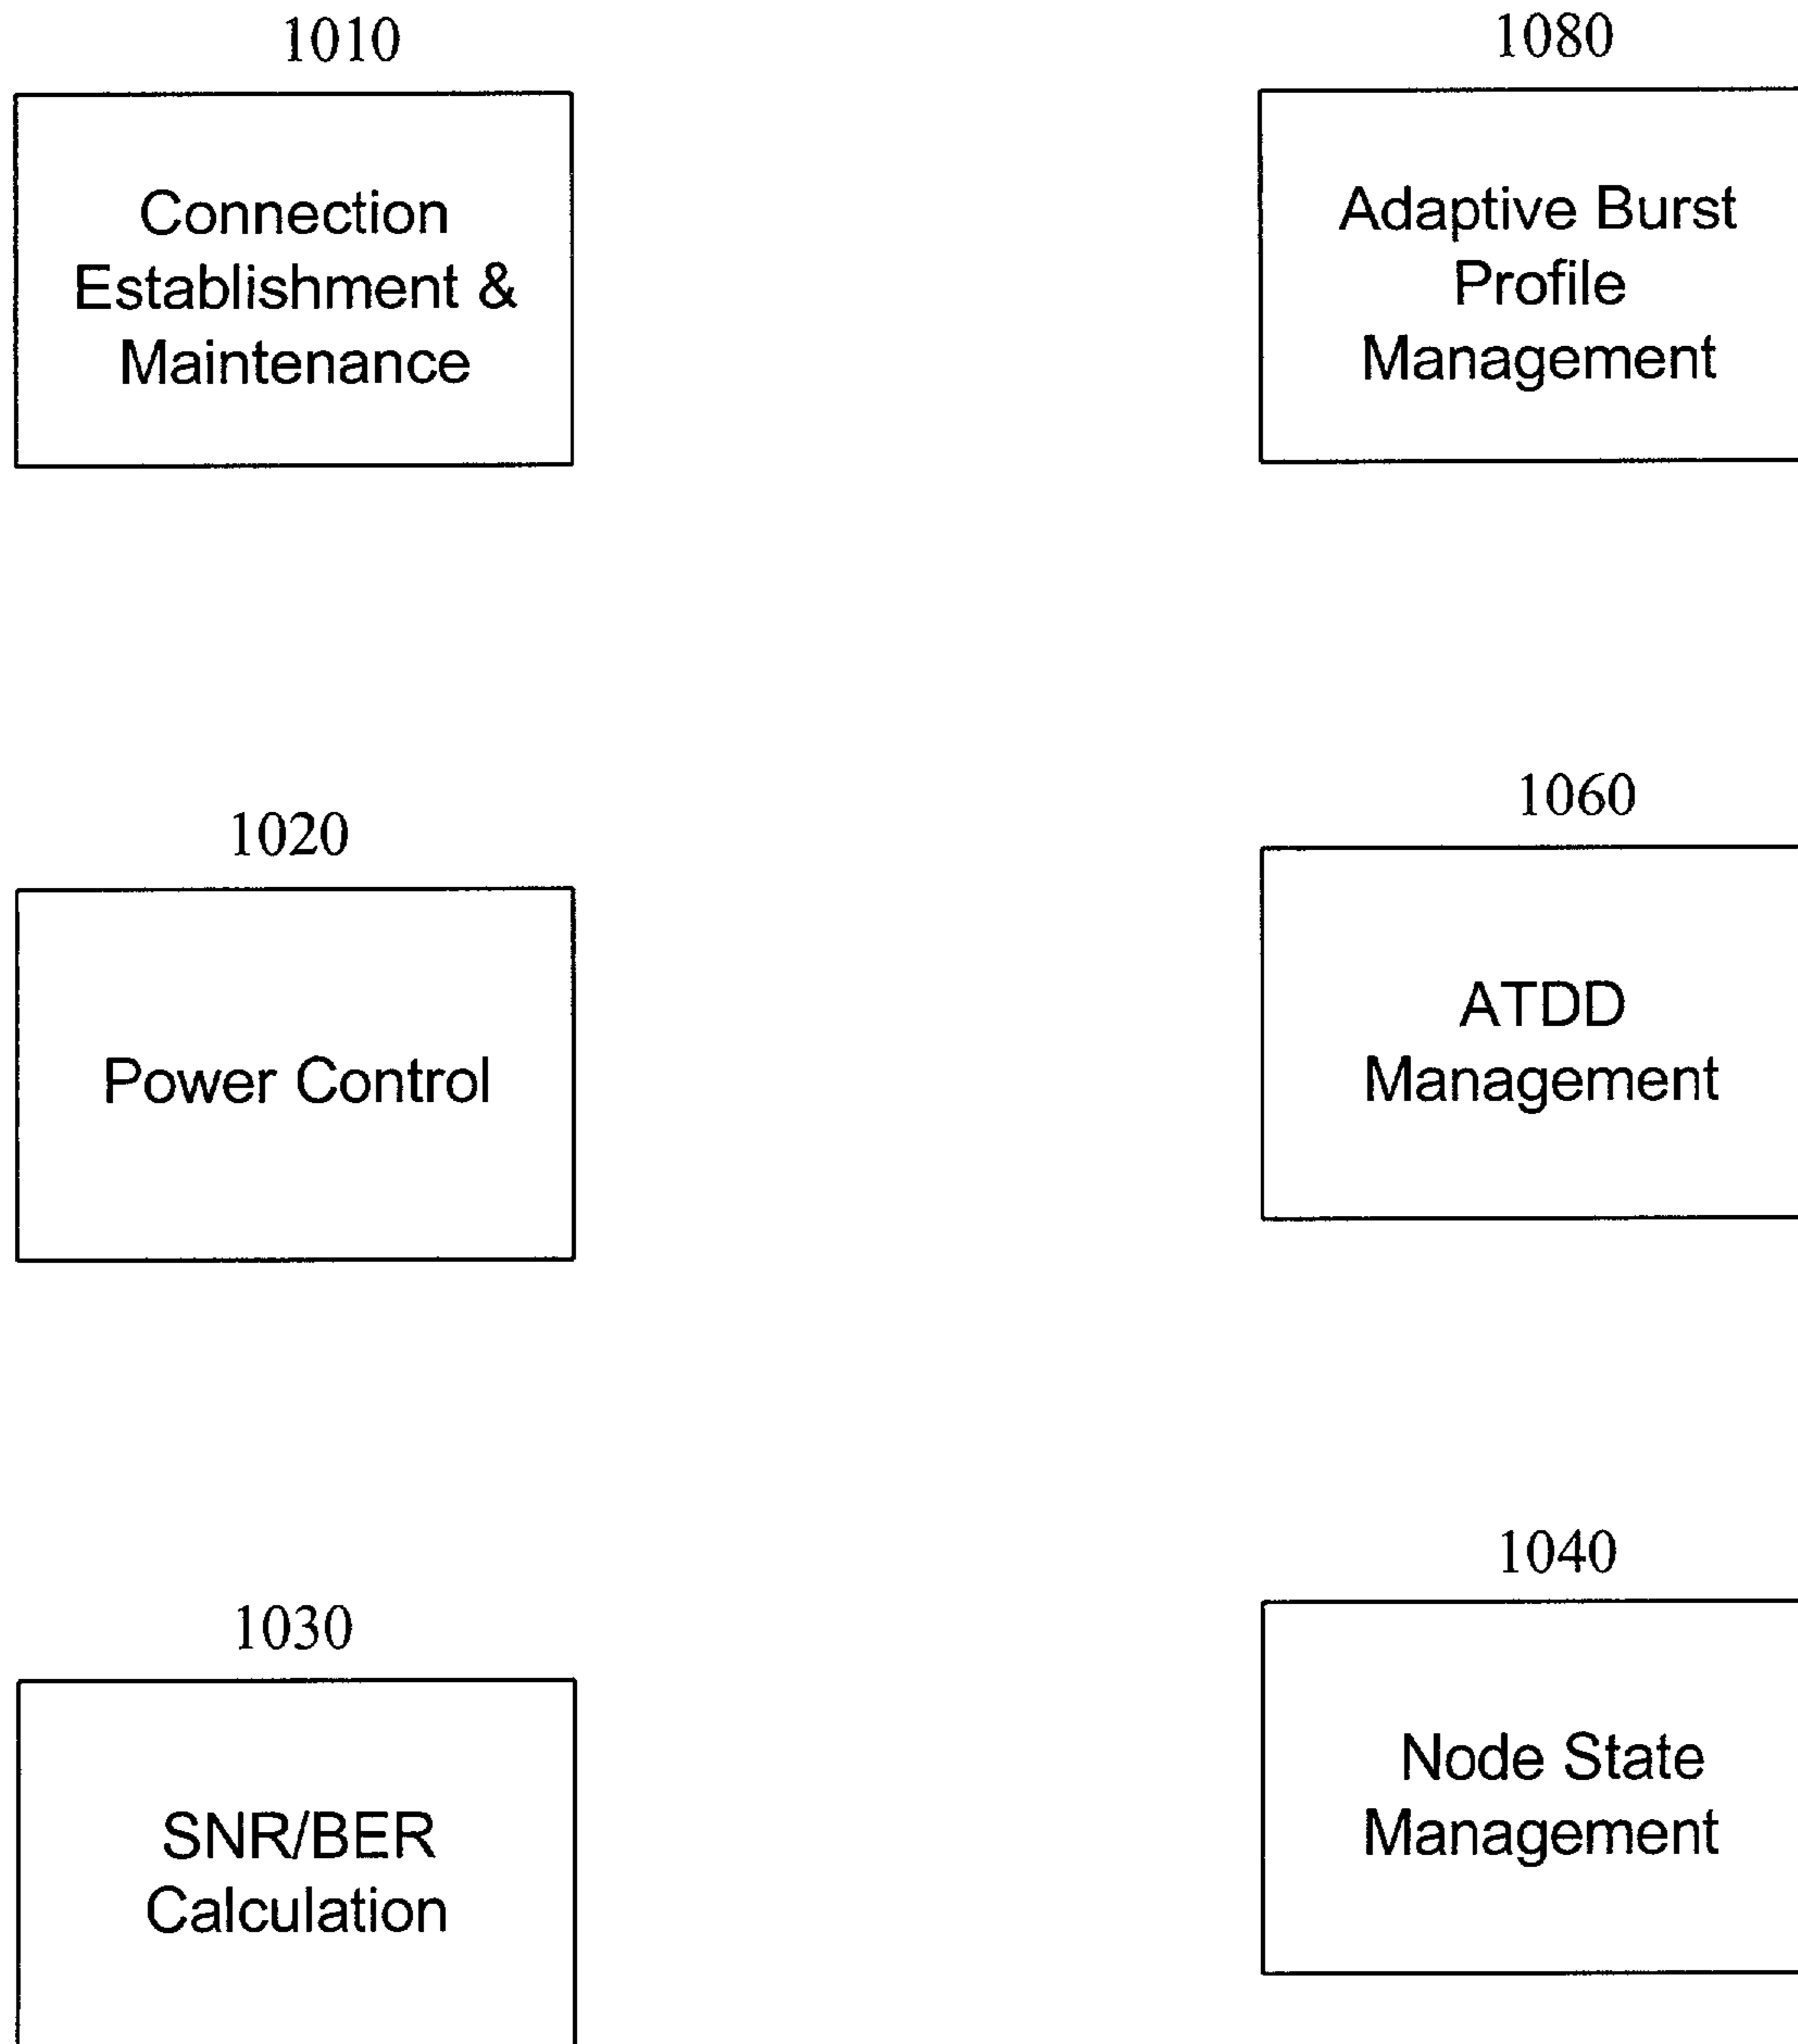 1010
Connection
Establishment &
Maintenance
1080
Adaptive Burst
Profile
Management
1020
Power Control
1060
ATDD
Management
1030
SNR/BER
Calculation
1040
Node State
Management